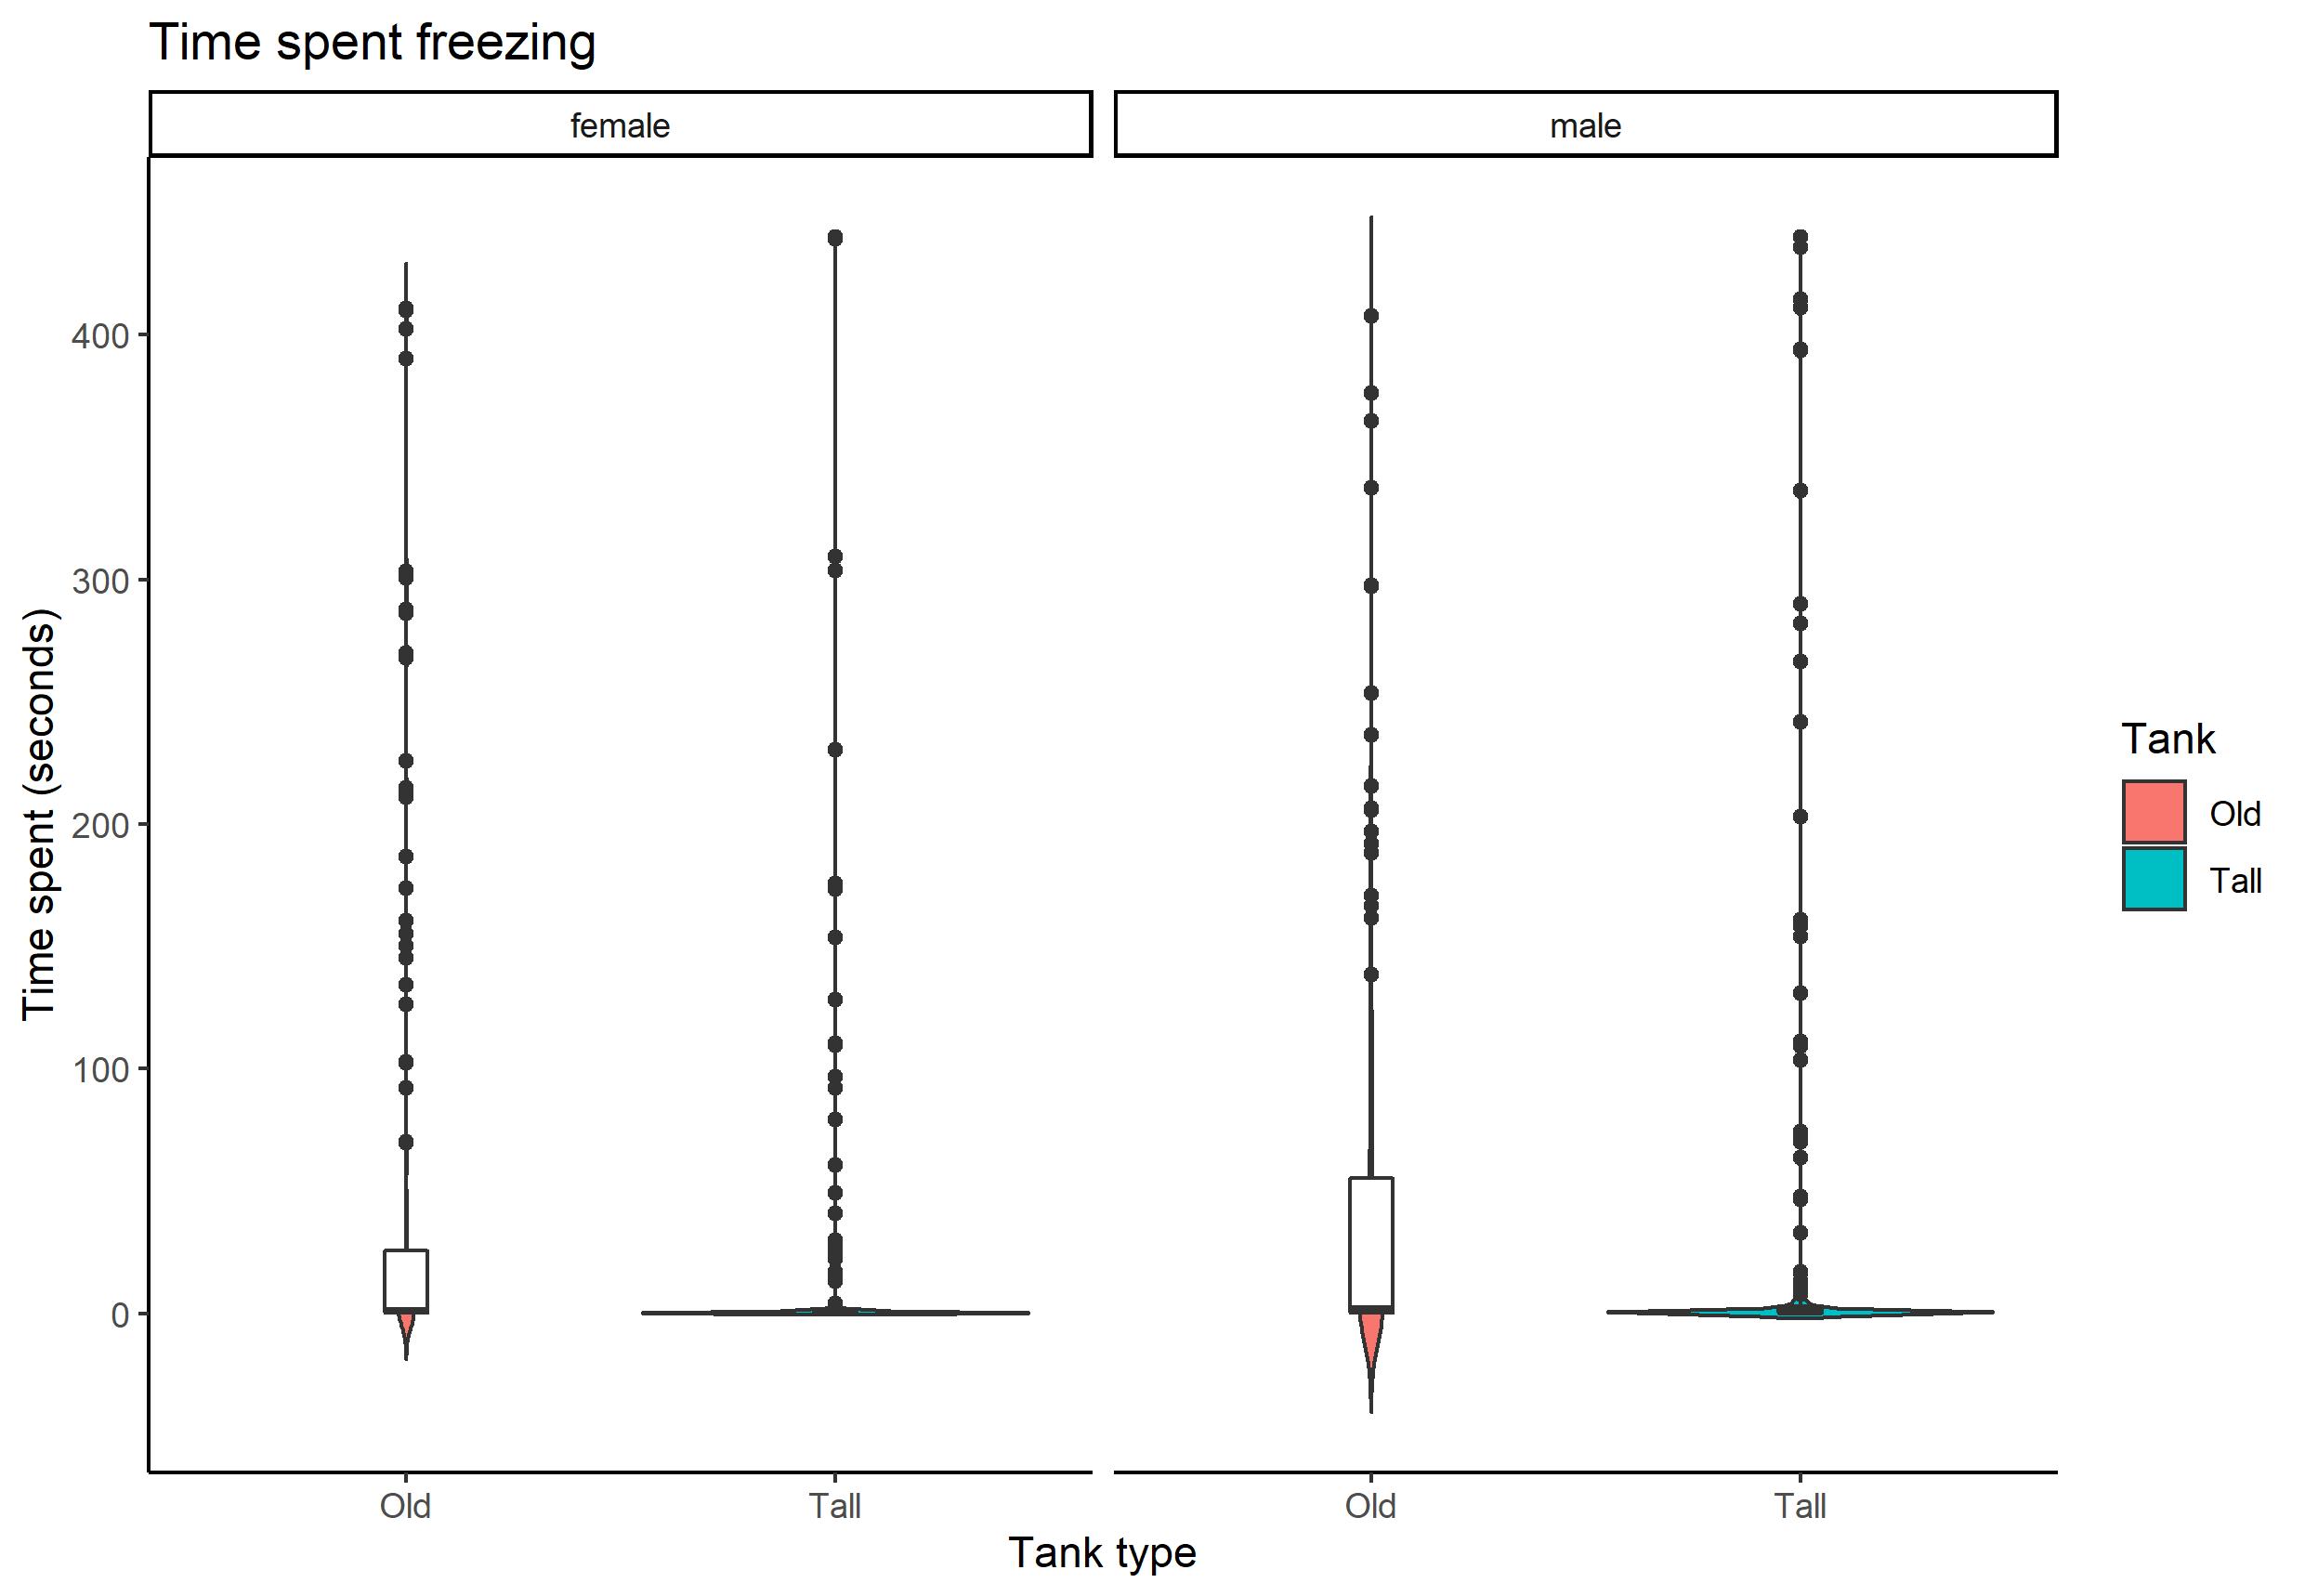 Time spent freezing
female
male
Time spent (seconds)
400
300
200
100
0
Old
Tall
Old
Tall
Tank type
Tank
Old
Tall